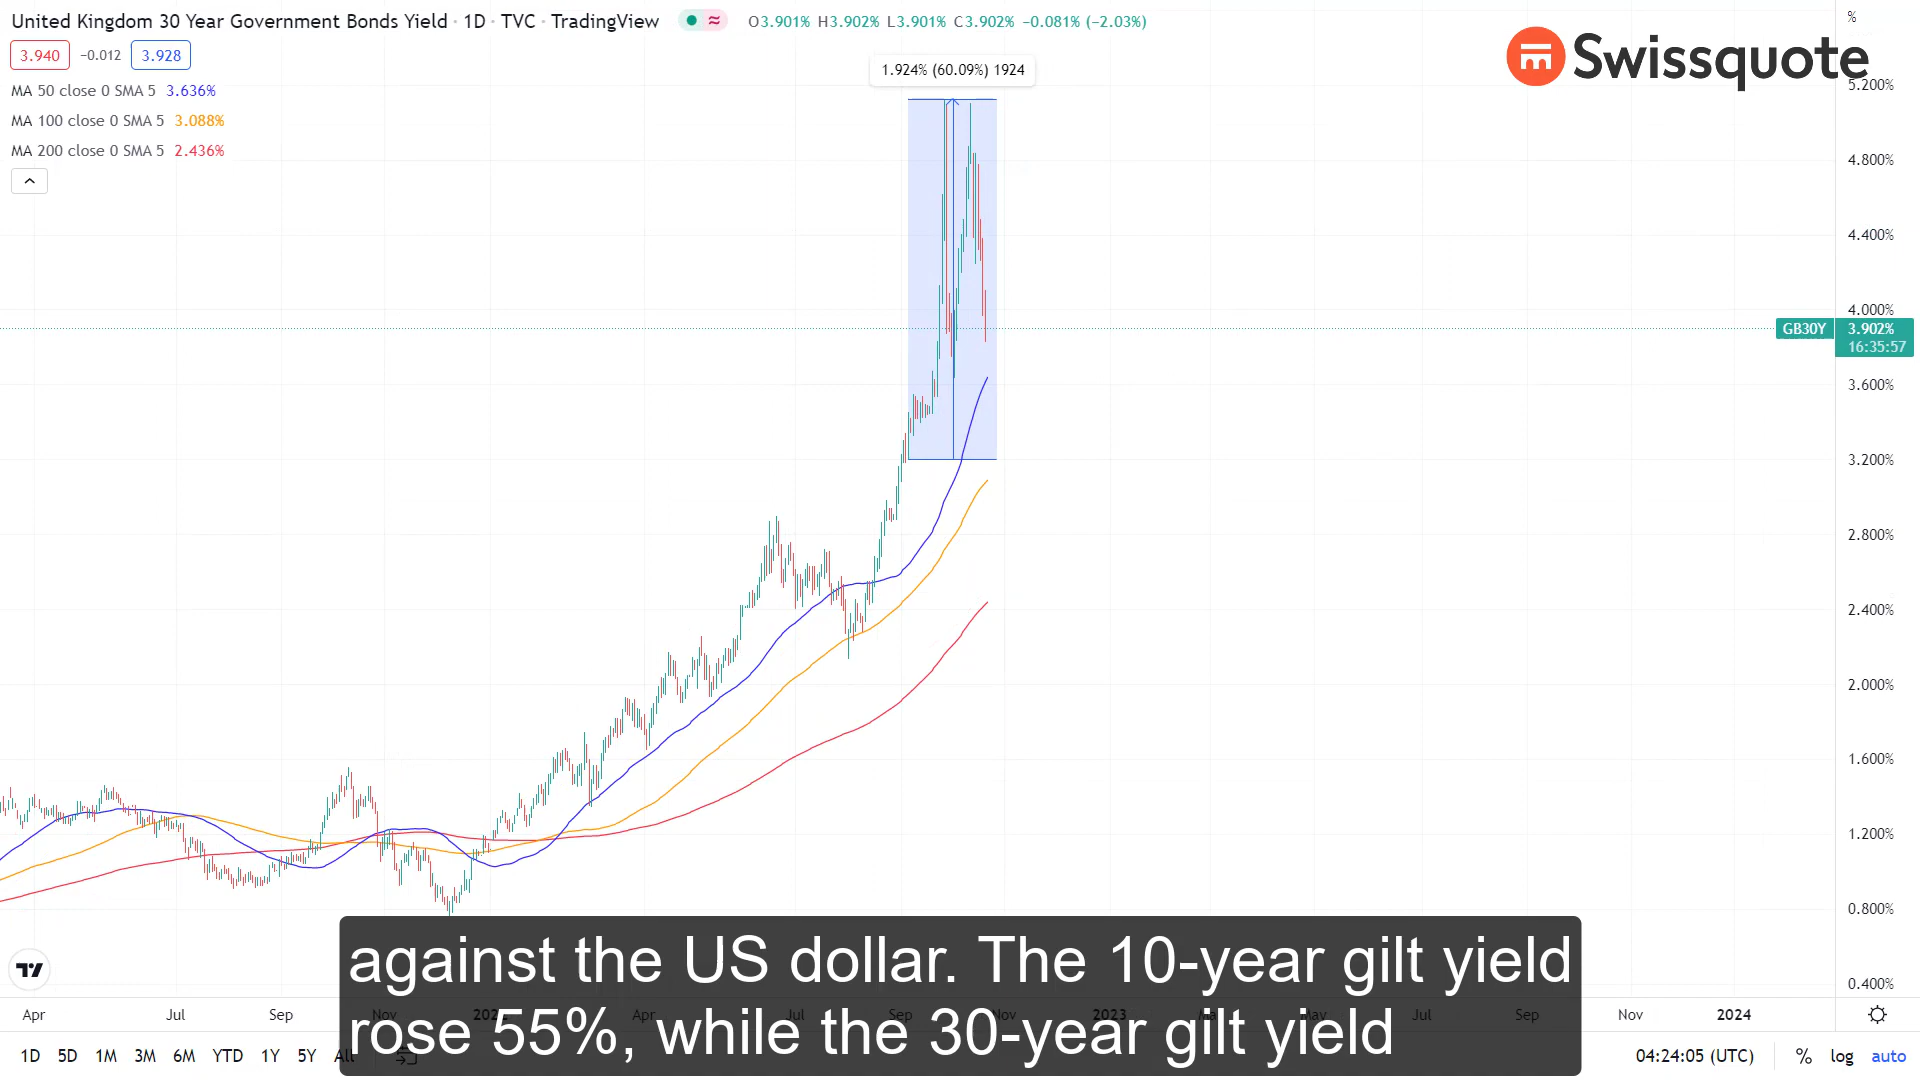 United Kingdom 30 Year Government Bonds Yield · 1D · TVC · TradingView O3.901% H3.902% L3.901% C3.902% −0.081% (−2.03%)
3.940 −0.012 3.928
MA 50 close 0 SMA 5 3.636%
MA 100 close 0 SMA 5 3.088%
MA 200 close 0 SMA 5 2.436%
1.924% (60.09%) 1924
Swissquote
%
5.200%
4.800%
4.400%
4.000%
GB30Y 3.902%
16:35:57
3.600%
3.200%
2.800%
2.400%
2.000%
1.600%
1.200%
0.800%
0.400%
against the US dollar. The 10-year gilt yield
rose 55%, while the 30-year gilt yield
Apr Jul Sep Nov Apr Jul Sep Nov 2023 Jul Sep Nov 2024
1D 5D 1M 3M 6M YTD 1Y 5Y All
04:24:05 (UTC) % log auto